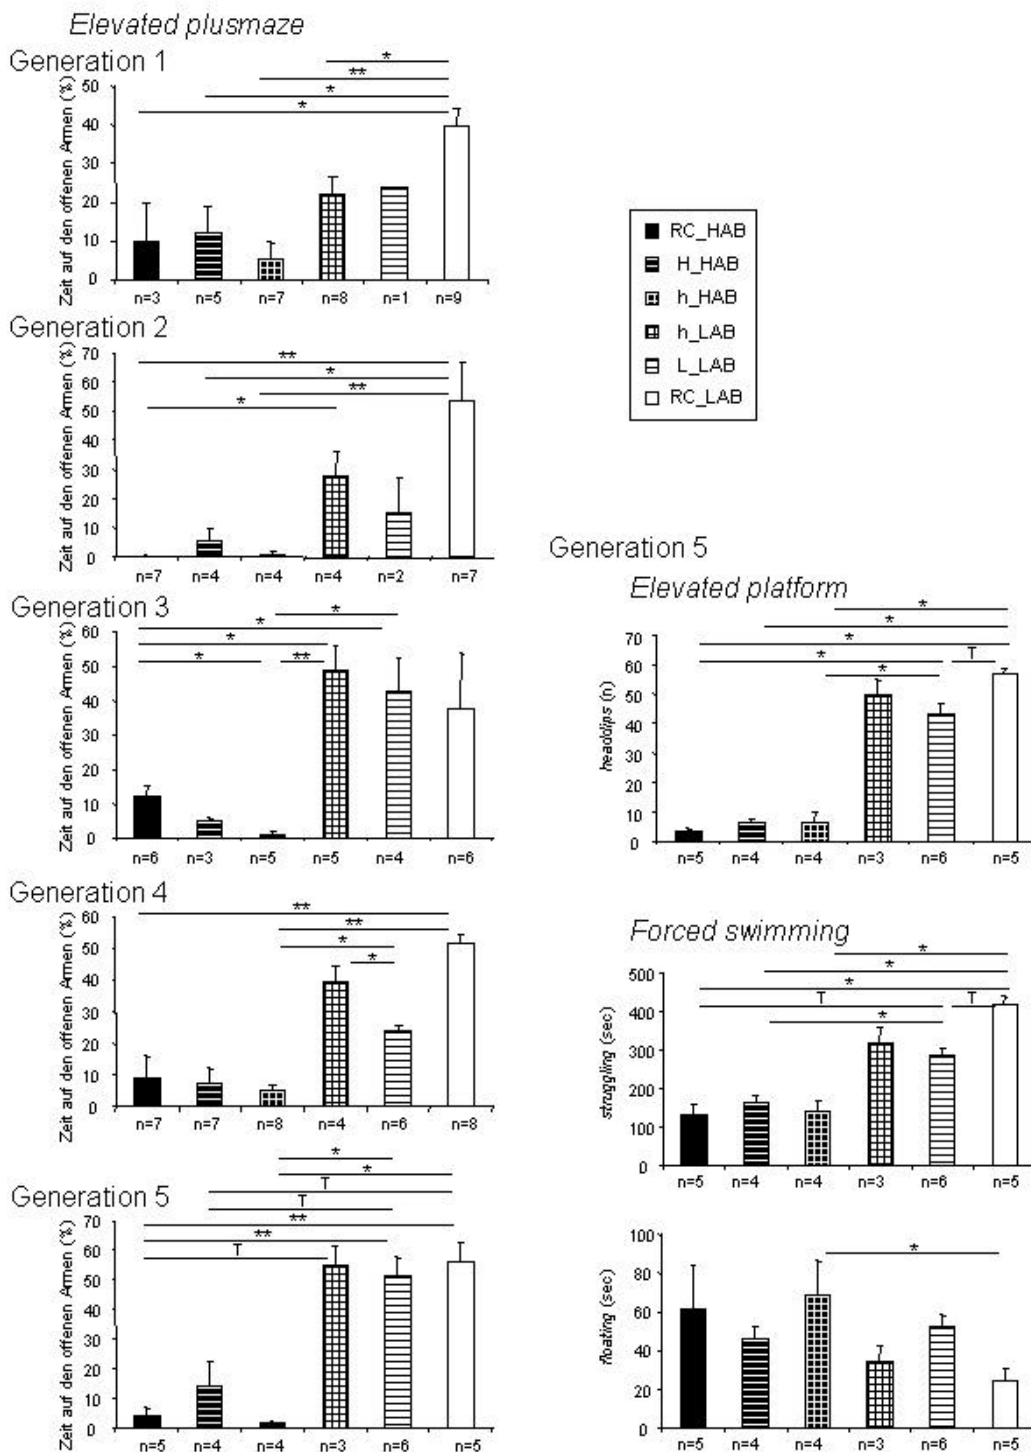 Elevated plusmaze
Generation 1
* 
**
*
*
Zeit auf den offenen Armen (%)
50
40
30
20
10
0
n=3 n=5 n=7 n=8 n=1 n=9
RC_HAB
H_HAB
h_HAB
h_LAB
L_LAB
RC_LAB
Generation 2
**
*
**
*
Zeit auf den offenen Armen (%)
70
60
50
40
30
20
10
0
n=7 n=4 n=4 n=4 n=2 n=7
Generation 3
*
*
*
* **
Zeit auf den offenen Armen (%)
60
50
40
30
20
10
0
n=6 n=3 n=5 n=5 n=4 n=6
Generation 4
**
**
*
*
Zeit auf den offenen Armen (%)
60
50
40
30
20
10
0
n=7 n=7 n=8 n=4 n=6 n=8
Generation 5
*
*
T
T
**
**
T
Zeit auf den offenen Armen (%)
70
60
50
40
30
20
10
0
n=5 n=4 n=4 n=3 n=6 n=5
Generation 5
Elevated platform
*
*
*
* T
*
headdips (n)
70
60
50
40
30
20
10
0
n=5 n=4 n=4 n=3 n=6 n=5
Forced swimming
*
*
*
T T
*
struggling (sec)
500
400
300
200
100
0
n=5 n=4 n=4 n=3 n=6 n=5
*
floating (sec)
100
80
60
40
20
0
n=5 n=4 n=4 n=3 n=6 n=5